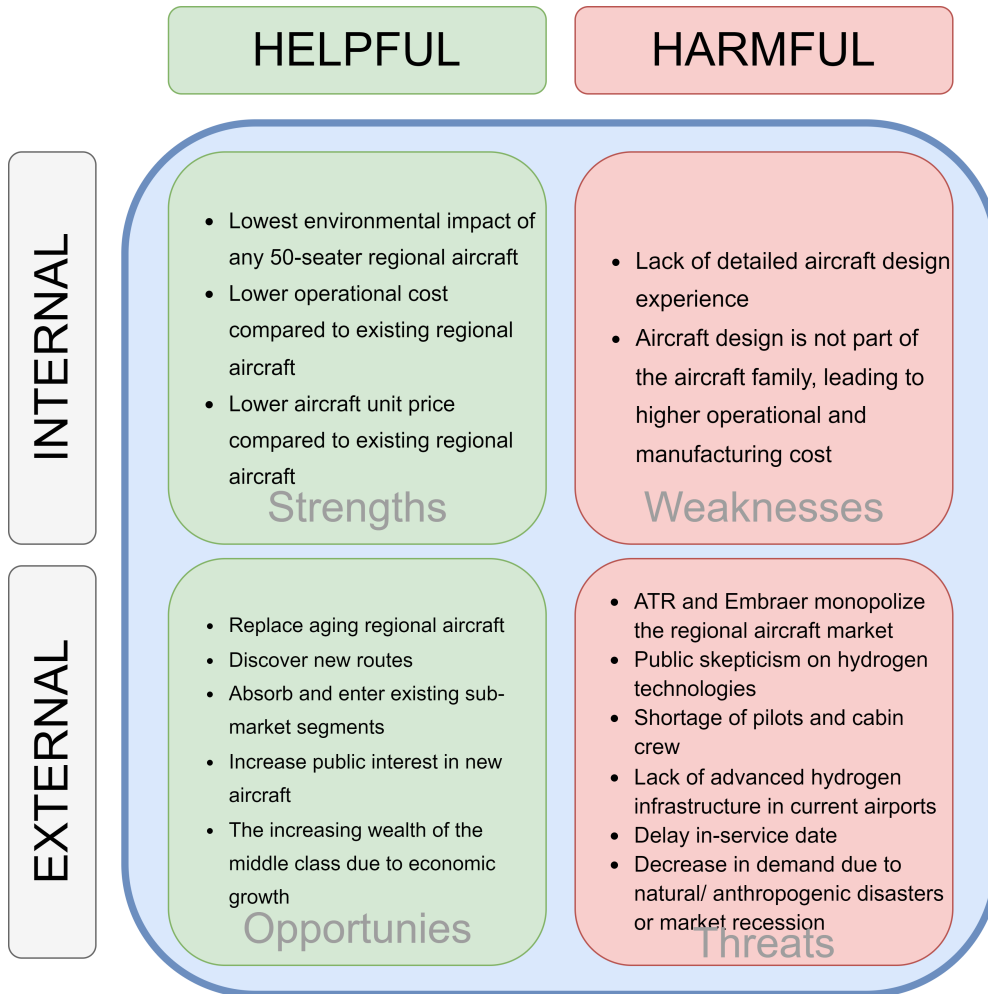 HELPFUL
HARMFUL
INTERNAL
• Lowest environmental impact of
any 50-seater regional aircraft
• Lower operational cost
compared to existing regional
aircraft
• Lower aircraft unit price
compared to existing regional
aircraft
Strengths
• Lack of detailed aircraft design
experience
• Aircraft design is not part of
the aircraft family, leading to
higher operational and
manufacturing cost
Weaknesses
EXTERNAL
• Replace aging regional aircraft
• Discover new routes
• Absorb and enter existing sub-
market segments
• Increase public interest in new
aircraft
• The increasing wealth of the
middle class due to economic
growth
Opportunies
• ATR and Embraer monopolize
the regional aircraft market
• Public skepticism on hydrogen
technologies
• Shortage of pilots and cabin
crew
• Lack of advanced hydrogen
infrastructure in current airports
• Delay in-service date
• Decrease in demand due to
natural/ anthropogenic disasters
or market recession
Threats